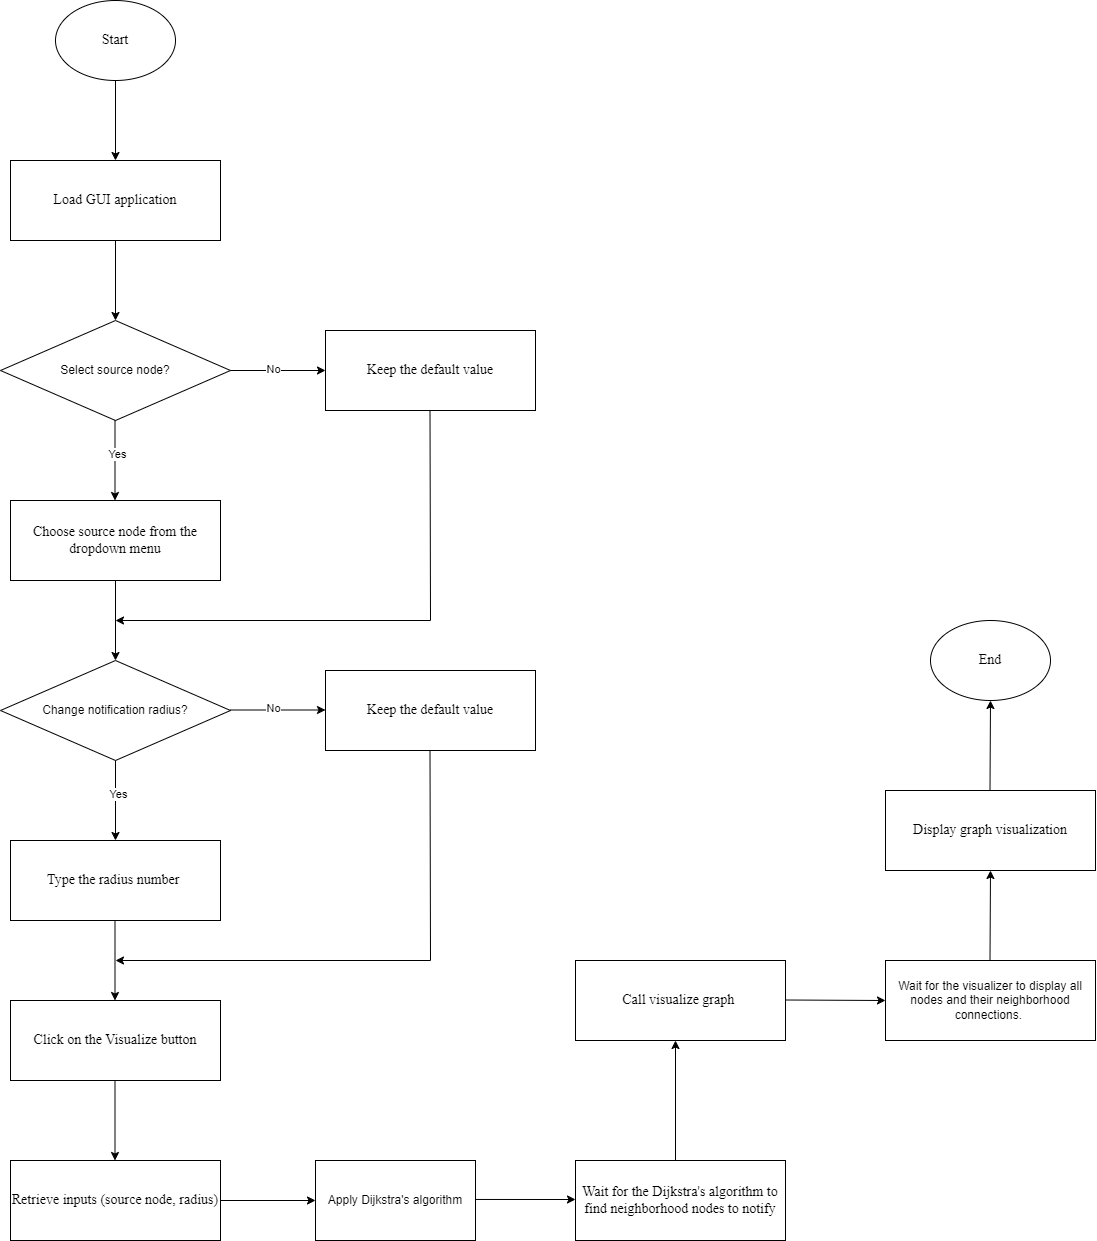 Start
Load GUI application
Select source node?
No
Keep the default value
Yes
Choose source node from the
dropdown menu
Change notification radius?
No
Keep the default value
Yes
Type the radius number
Click on the Visualize button
Retrieve inputs (source node, radius)
Apply Dijkstra's algorithm
Wait for the Dijkstra's algorithm to
find neighborhood nodes to notify
Call visualize graph
Wait for the visualizer to display all
nodes and their neighborhood
connections.
Display graph visualization
End